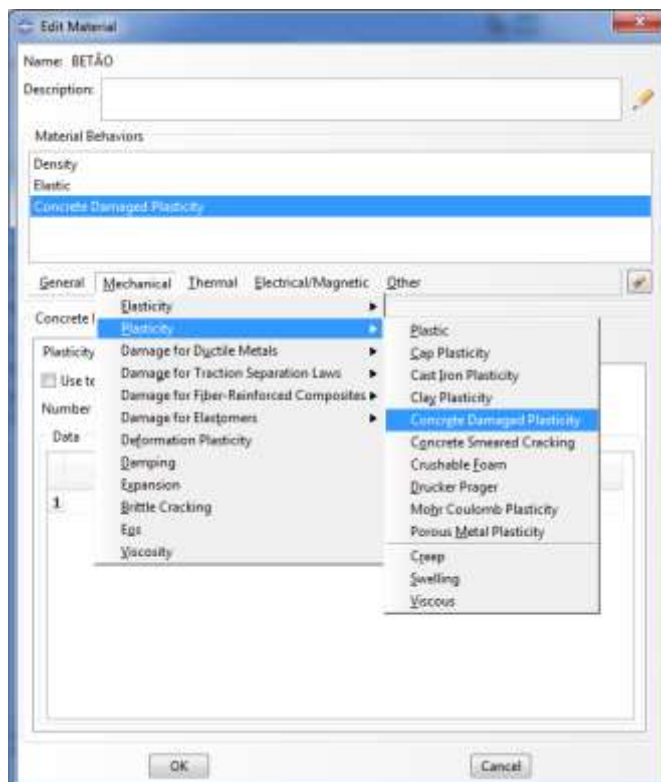 Edit Material
Name: BETÃO
Description:
Material Behaviors
Density
Elastic
Concrete Damaged Plasticity
General Mechanical Thermal Electrical/Magnetic Other
Elasticity
Concrete
Plasticity
Plastic
Plasticity
Damage for Ductile Metals
Cap Plasticity
Use to
Damage for Traction Separation Laws
Cast Iron Plasticity
Number
Damage for Fiber-Reinforced Composites
Clay Plasticity
Damage for Elastomers
Concrete Damaged Plasticity
Data
Deformation Plasticity
Concrete Smeared Cracking
Damping
Crushable Foam
Expansion
Drucker Prager
1
Brittle Cracking
Mohr Coulomb Plasticity
Eos
Porous Metal Plasticity
Viscosity
Creep
Swelling
Viscous
OK Cancel